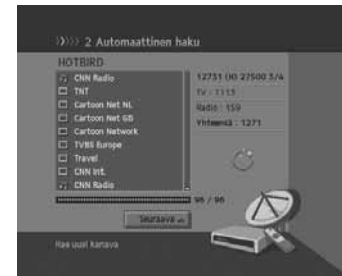 2 Automaattinen haku
HOTBIRD
CNN Radio
TNT
Cartoon Net NL
Cartoon Net GB
Cartoon Network
TVBS Europe
Travel
CNN Int.
CNN Radio
12731 (H) 27500 3/4
TV : 1113
Radio : 159
Yhteensä : 1271
96 / 96
Seuraava
Hae uusi kanava